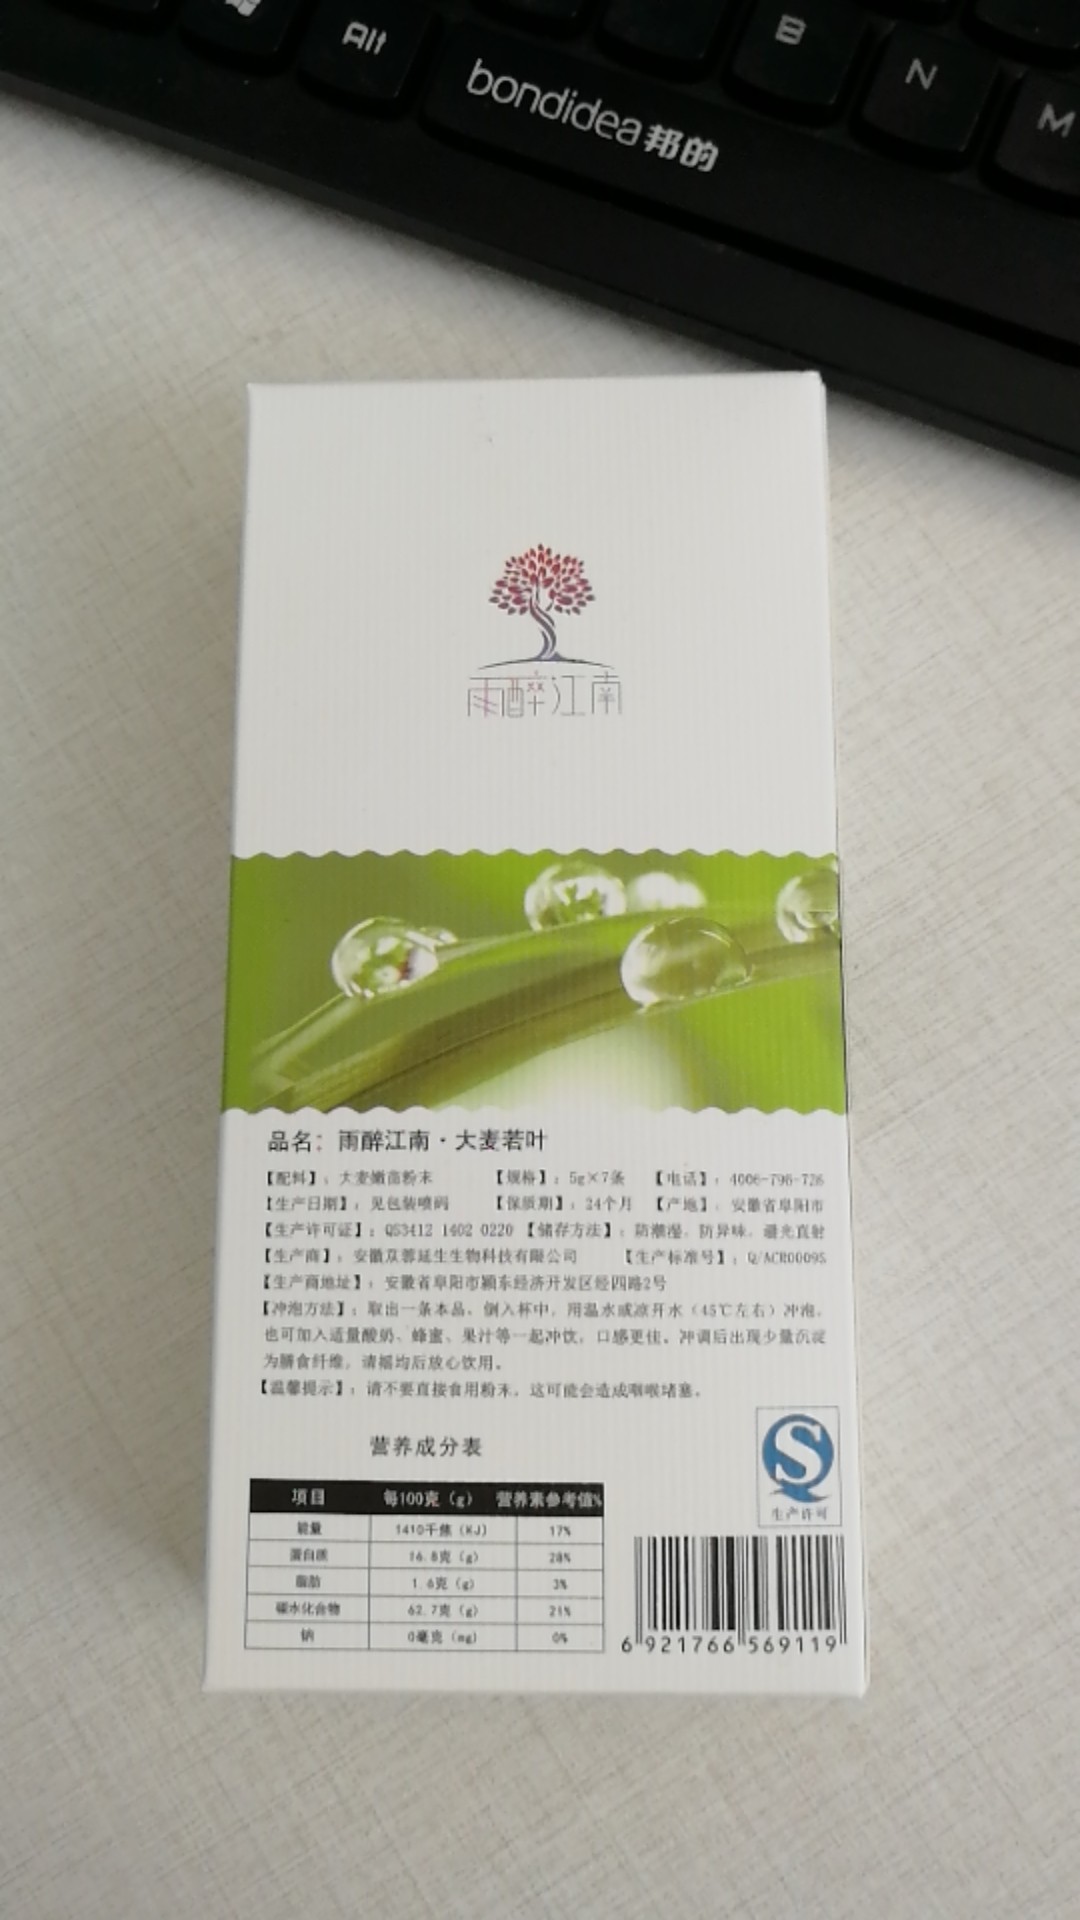 Alt
B
N
M
bondidea邦的
雨醉江南
品名：雨醉江南·大麦若叶
【配料】：大麦嫩苗粉末 【规格】：5g×7条 【电话】：4006-796-726
【生产日期】：见包装喷码 【保质期】：24个月 【产地】：安徽省阜阳市
【生产许可证】：QS3412 1402 0220 【储存方法】：防潮湿、防异味、避光直射
【生产商】：安徽苁蓉延生生物科技有限公司 【生产标准号】：Q/ACR0009S
【生产商地址】：安徽省阜阳市颍东经济开发区经四路2号
【冲泡方法】：取出一条本品，倒入杯中，用温水或凉开水（45℃左右）冲泡，
也可加入适量酸奶、蜂蜜、果汁等一起冲饮，口感更佳。冲调后出现少量沉淀
为膳食纤维，请摇均后放心饮用。
【温馨提示】：请不要直接食用粉末，这可能会造成咽喉堵塞。
营养成分表
项目 每100克（g） 营养素参考值%
能量 1410千焦（KJ） 17%
蛋白质 16.8克（g） 28%
脂肪 1.6克（g） 3%
碳水化合物 62.7克（g） 21%
钠 0毫克（mg） 0%
生产许可
6 921766 569119